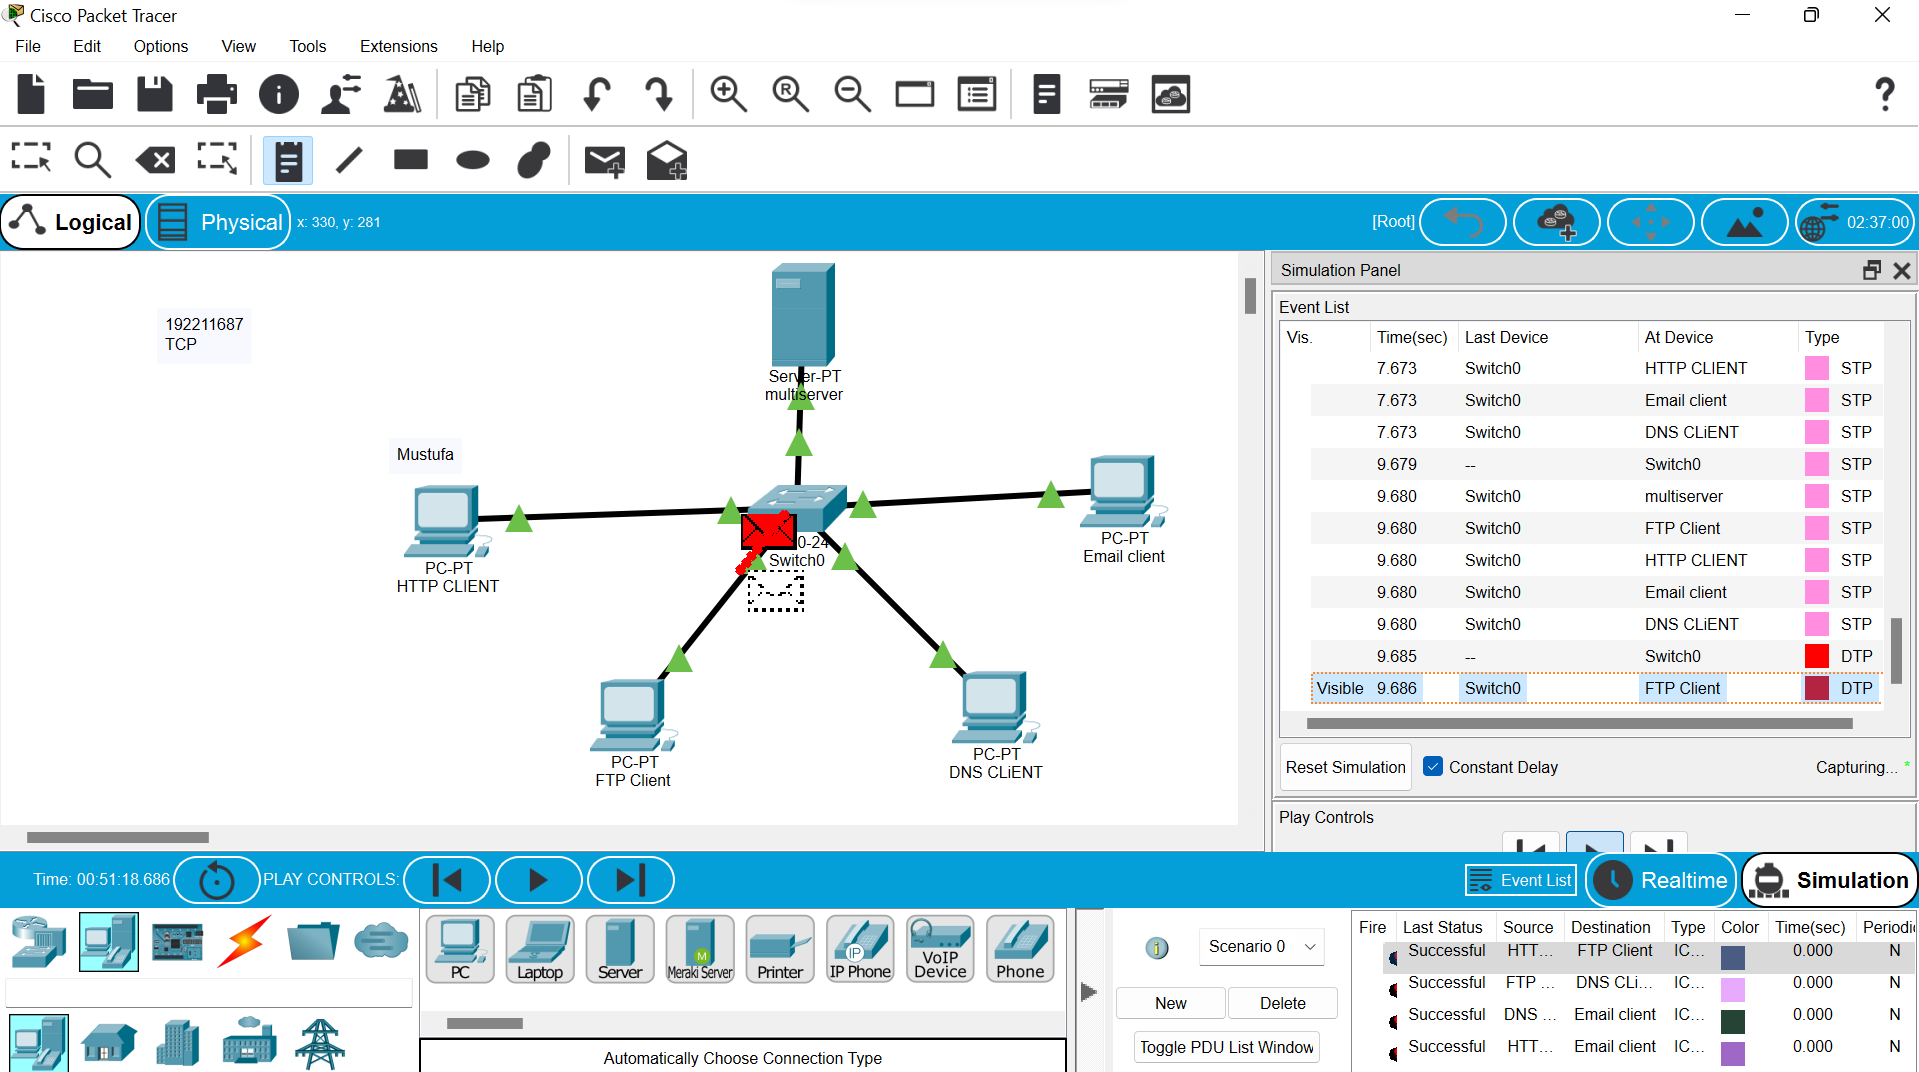 Cisco Packet Tracer
File Edit Options View Tools Extensions Help
Logical Physical x: 330, y: 281 [Root] 02:37:00
192211687
TCP
Server-PT
multiserver
Mustufa
PC-PT
HTTP CLIENT
0-24
Switch0
PC-PT
Email client
PC-PT
FTP Client
PC-PT
DNS CLiENT
Simulation Panel
Event List
Vis. Time(sec) Last Device At Device Type
7.673 Switch0 HTTP CLIENT STP
7.673 Switch0 Email client STP
7.673 Switch0 DNS CLiENT STP
9.679 -- Switch0 STP
9.680 Switch0 multiserver STP
9.680 Switch0 FTP Client STP
9.680 Switch0 HTTP CLIENT STP
9.680 Switch0 Email client STP
9.680 Switch0 DNS CLiENT STP
9.685 -- Switch0 DTP
Visible 9.686 Switch0 FTP Client DTP
Reset Simulation Constant Delay Capturing... *
Play Controls
Time: 00:51:18.686 PLAY CONTROLS: Event List Realtime Simulation
PC Laptop Server Meraki Server Printer IP Phone VoIP Device Phone
Automatically Choose Connection Type
Scenario 0
New Delete
Toggle PDU List Window
Fire Last Status Source Destination Type Color Time(sec) Periodic
Successful HTT... FTP Client IC... 0.000 N
Successful FTP ... DNS CLi... IC... 0.000 N
Successful DNS ... Email client IC... 0.000 N
Successful HTT... Email client IC... 0.000 N